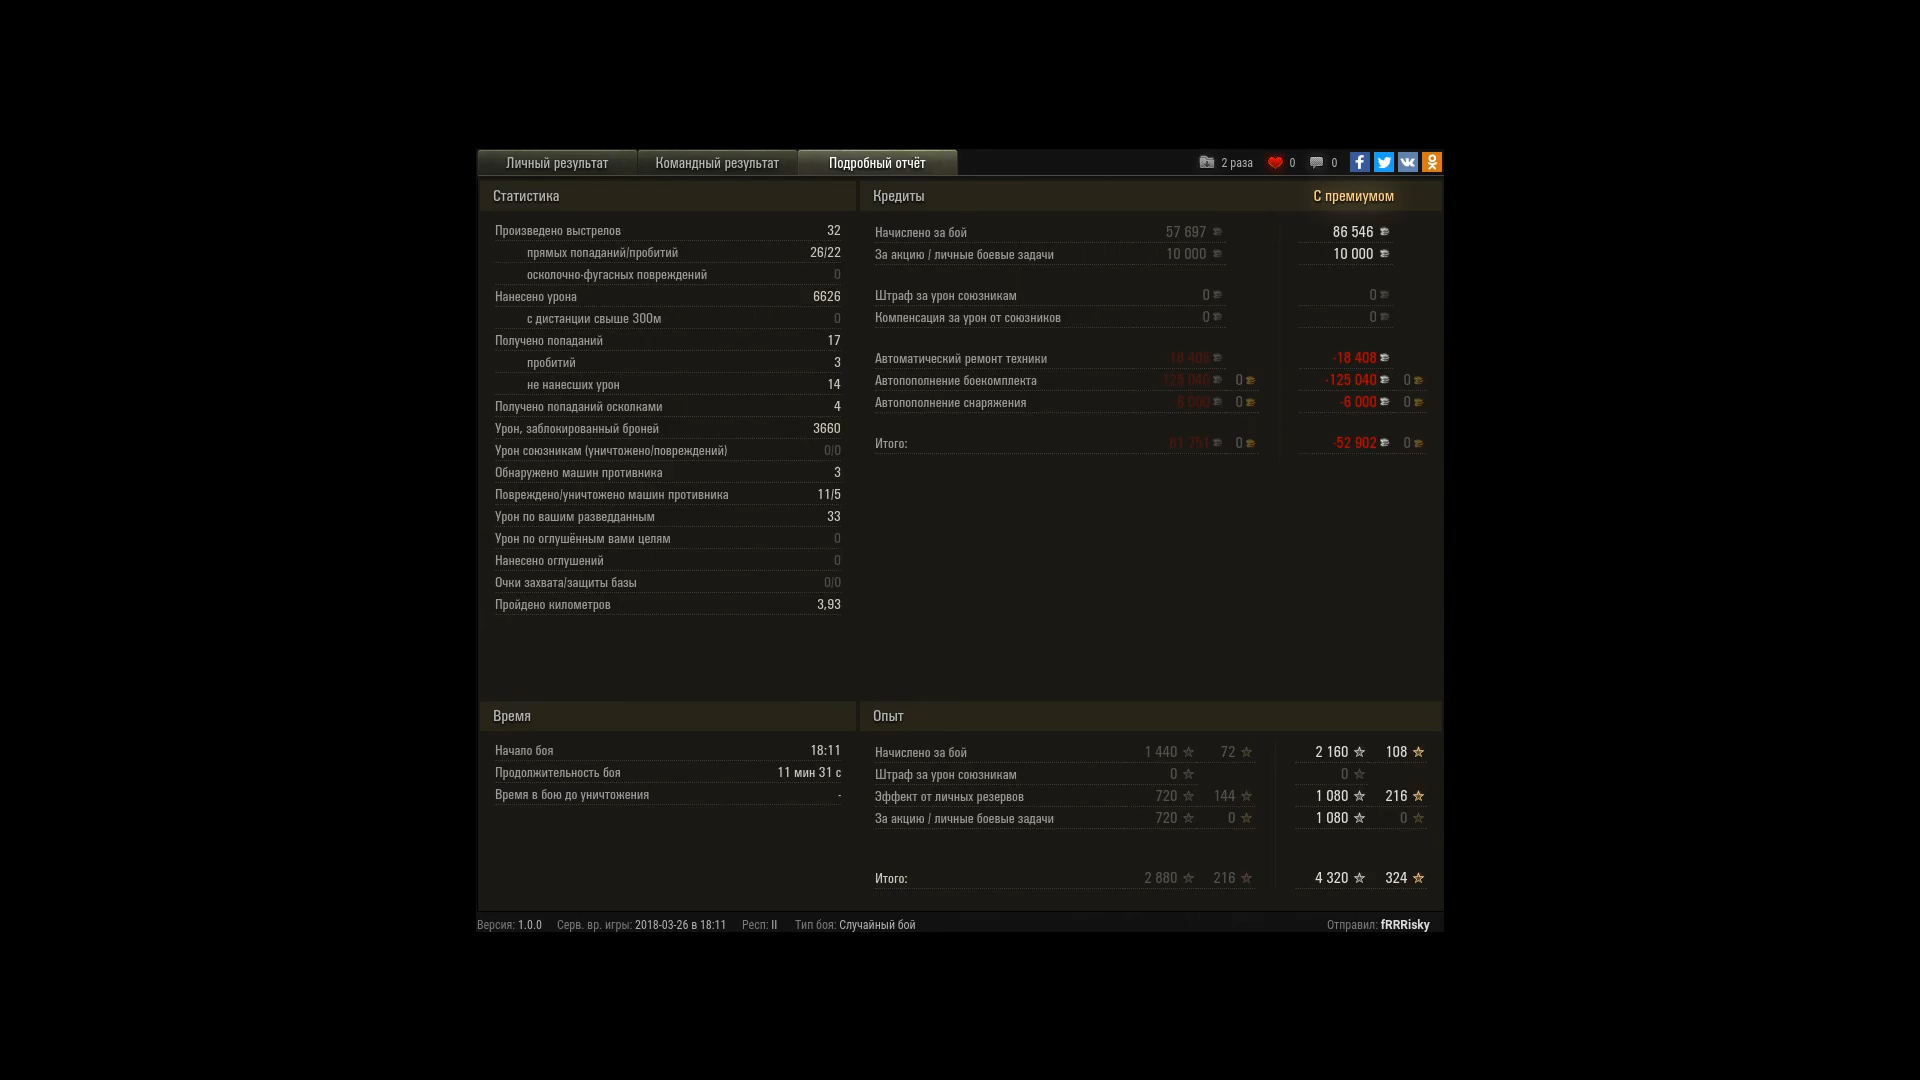 Личный результат Командный результат Подробный отчёт 2 раза 0 0
Статистика
Произведено выстрелов 32
прямых попаданий/пробитий 26/22
осколочно-фугасных повреждений 0
Нанесено урона 6626
с дистанции свыше 300м 0
Получено попаданий 17
пробитий 3
не нанесших урон 14
Получено попаданий осколками 4
Урон, заблокированный броней 3660
Урон союзникам (уничтожено/повреждений) 0/0
Обнаружено машин противника 3
Повреждено/уничтожено машин противника 11/5
Урон по вашим разведданным 33
Урон по оглушённым вами целям 0
Нанесено оглушений 0
Очки захвата/защиты базы 0/0
Пройдено километров 3,93
Кредиты С премиумом
Начислено за бой 57 697 86 546
За акцию / личные боевые задачи 10 000 10 000
Штраф за урон союзникам 0 0
Компенсация за урон от союзников 0 0
Автоматический ремонт техники -18 408 -18 408
Автопополнение боекомплекта -125 040 0 -125 040 0
Автопополнение снаряжения -6 000 0 -6 000 0
Итого: -81 751 0 -52 902 0
Время
Начало боя 18:11
Продолжительность боя 11 мин 31 с
Время в бою до уничтожения -
Опыт
Начислено за бой 1 440 72 2 160 108
Штраф за урон союзникам 0 0
Эффект от личных резервов 720 144 1 080 216
За акцию / личные боевые задачи 720 0 1 080 0
Итого: 2 880 216 4 320 324
Версия: 1.0.0 Серв. вр. игры: 2018-03-26 в 18:11 Респ: II Тип боя: Случайный бой Отправил: fRRRisky